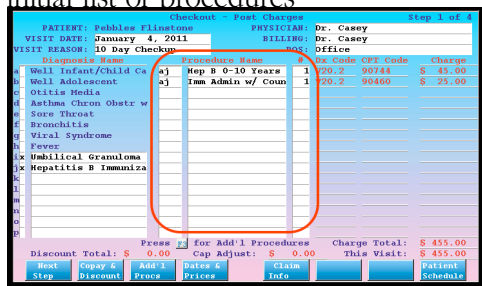 initial list of procedures
Checkout - Post Charges Step 1 of 4
PATIENT: Pebbles Flinstone PHYSICIAN: Dr. Casey
VISIT DATE: January 4, 2011 BILLING: Dr. Casey
VISIT REASON: 10 Day Checkup POS: Office
Diagnosis Name Procedure Name # Dx Code CPT Code Charge
a Well Infant/Child Ca aj Hep B 0-10 Years 1 V20.2 90744 $ 45.00
b Well Adolescent aj Imm Admin w/ Coun 1 V20.2 90460 $ 25.00
c Otitis Media
d Asthma Chron Obstr w
e Sore Throat
f Bronchitis
g Viral Syndrome
h Fever
i x Umbilical Granuloma
j x Hepatitis B Immuniza
k
l
m
n
o
p
Press for Add'l Procedures Charge Total: $ 455.00
Discount Total: $ 0.00 Cap Adjust: $ 0.00 This Visit: $ 455.00
Next Step Copay & Discount Add'l Procs Dates & Prices Claim Info Patient Schedule